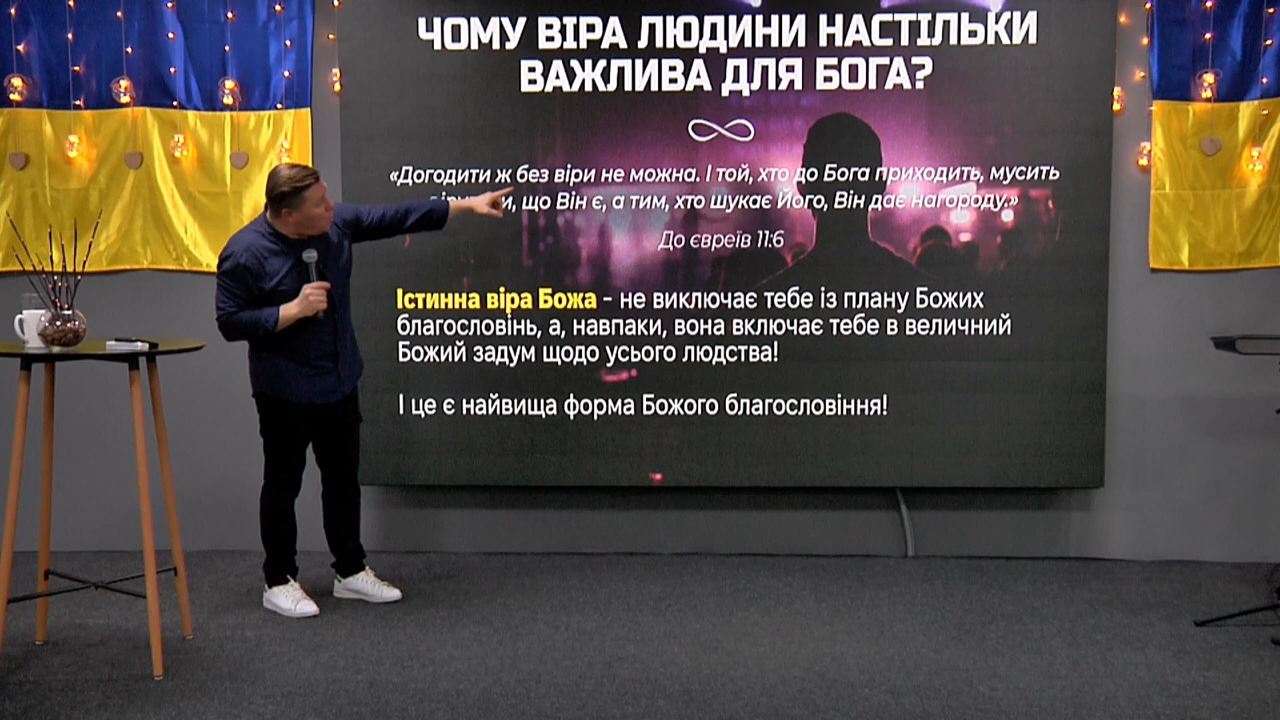 ЧОМУ ВІРА ЛЮДИНИ НАСТІЛЬКИ
ВАЖЛИВА ДЛЯ БОГА?
«Догодити ж без віри не можна. І той, хто до Бога приходить, мусить
що Він є, а тим, хто шукає Його, Він дає нагороду.»
До євреїв 11:6
Істинна віра Божа - не виключає тебе із плану Божих
благословінь, а, навпаки, вона включає тебе в величний
Божий задум щодо усього людства!
І це є найвища форма Божого благословіння!